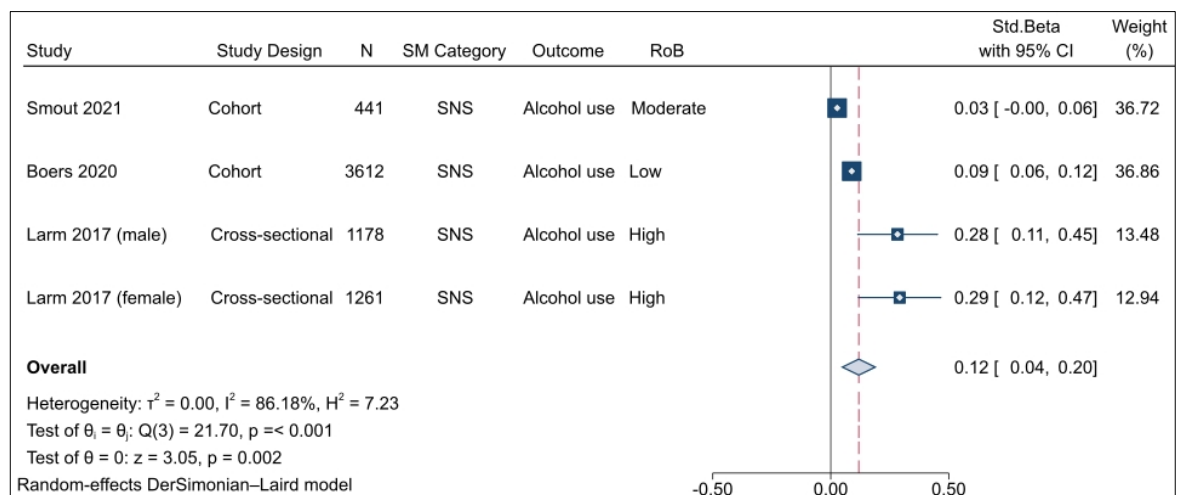 Study Study Design N SM Category Outcome RoB Std.Beta with 95% CI Weight (%)
Smout 2021 Cohort 441 SNS Alcohol use Moderate 0.03 [ -0.00, 0.06] 36.72
Boers 2020 Cohort 3612 SNS Alcohol use Low 0.09 [ 0.06, 0.12] 36.86
Larm 2017 (male) Cross-sectional 1178 SNS Alcohol use High 0.28 [ 0.11, 0.45] 13.48
Larm 2017 (female) Cross-sectional 1261 SNS Alcohol use High 0.29 [ 0.12, 0.47] 12.94
Overall 0.12 [ 0.04, 0.20]
Heterogeneity: τ² = 0.00, I² = 86.18%, H² = 7.23
Test of θᵢ = θⱼ: Q(3) = 21.70, p =< 0.001
Test of θ = 0: z = 3.05, p = 0.002
Random-effects DerSimonian–Laird model
-0.50 0.00 0.50